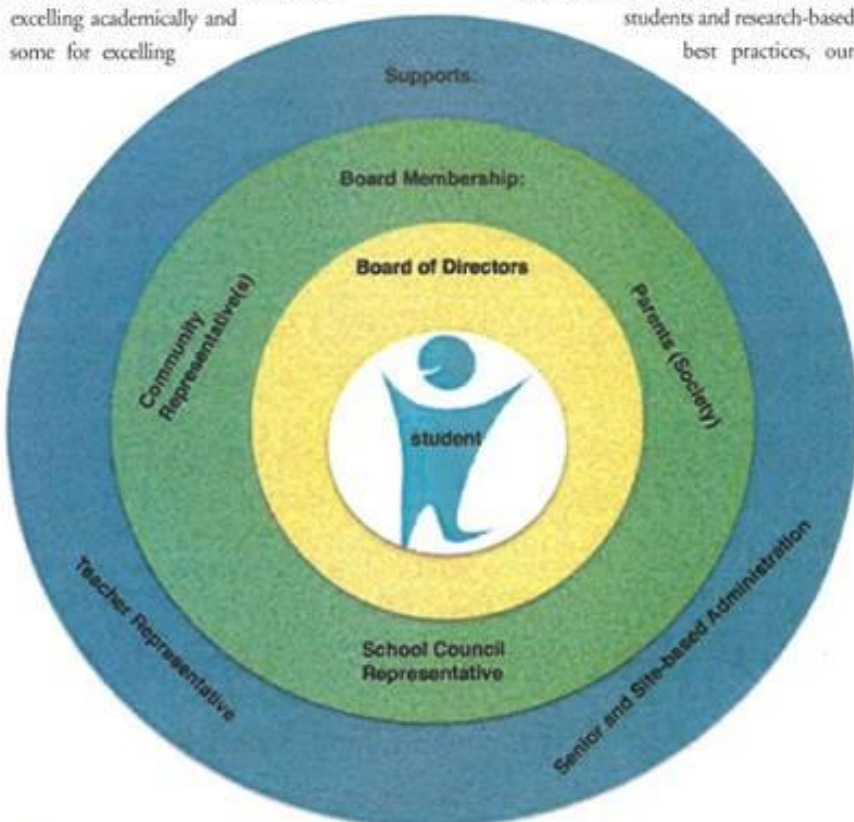 excelling academically and
some for excelling
students and research-based
best practices, our
Supports:
Board Membership:
Board of Directors
Community
Representative(s)
Parents (Society)
student
School Council
Representative
Teacher Representative
Senior and Site-based Administration